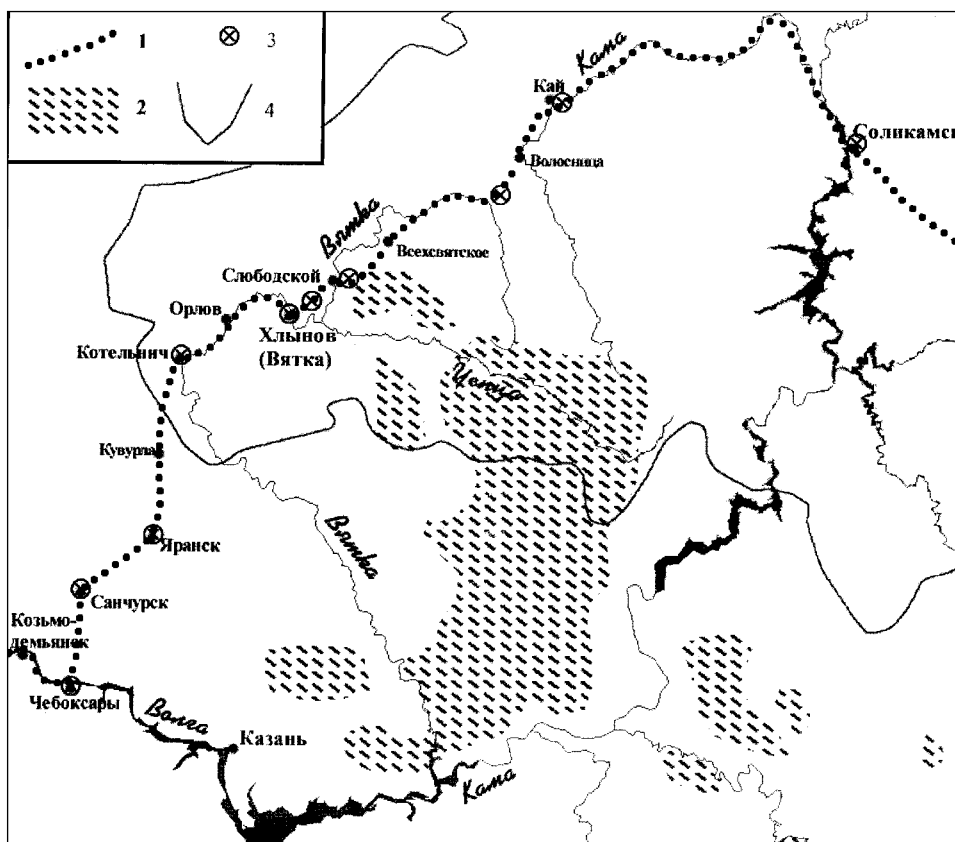 1
3
2
4
Кама
Кай
Соликамск
Волосница
Вятка
Всехсвятское
Слободской
Орлов
Хлынов
(Вятка)
Котельнич
Чепца
Кувурла
Вятка
Яранск
Санчурск
Козьмо-
демьянск
Чебоксары
Волга
Казань
Кама